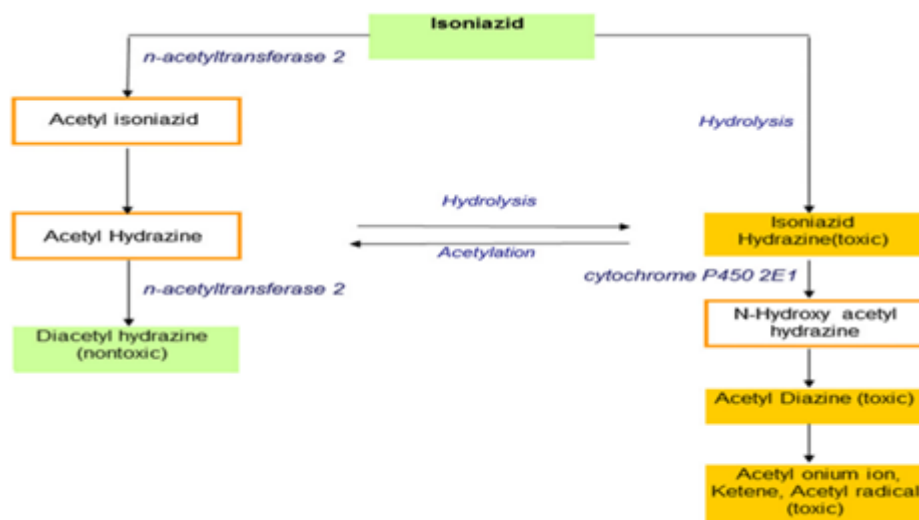 Isoniazid
n-acetyltransferase 2
Acetyl isoniazid
Hydrolysis
Hydrolysis
Acetyl Hydrazine
Isoniazid
Hydrazine(toxic)
Acetylation
cytochrome P450 2E1
n-acetyltransferase 2
N-Hydroxy acetyl
hydrazine
Diacetyl hydrazine
(nontoxic)
Acetyl Diazine (toxic)
Acetyl onium ion,
Ketene, Acetyl radical
(toxic)